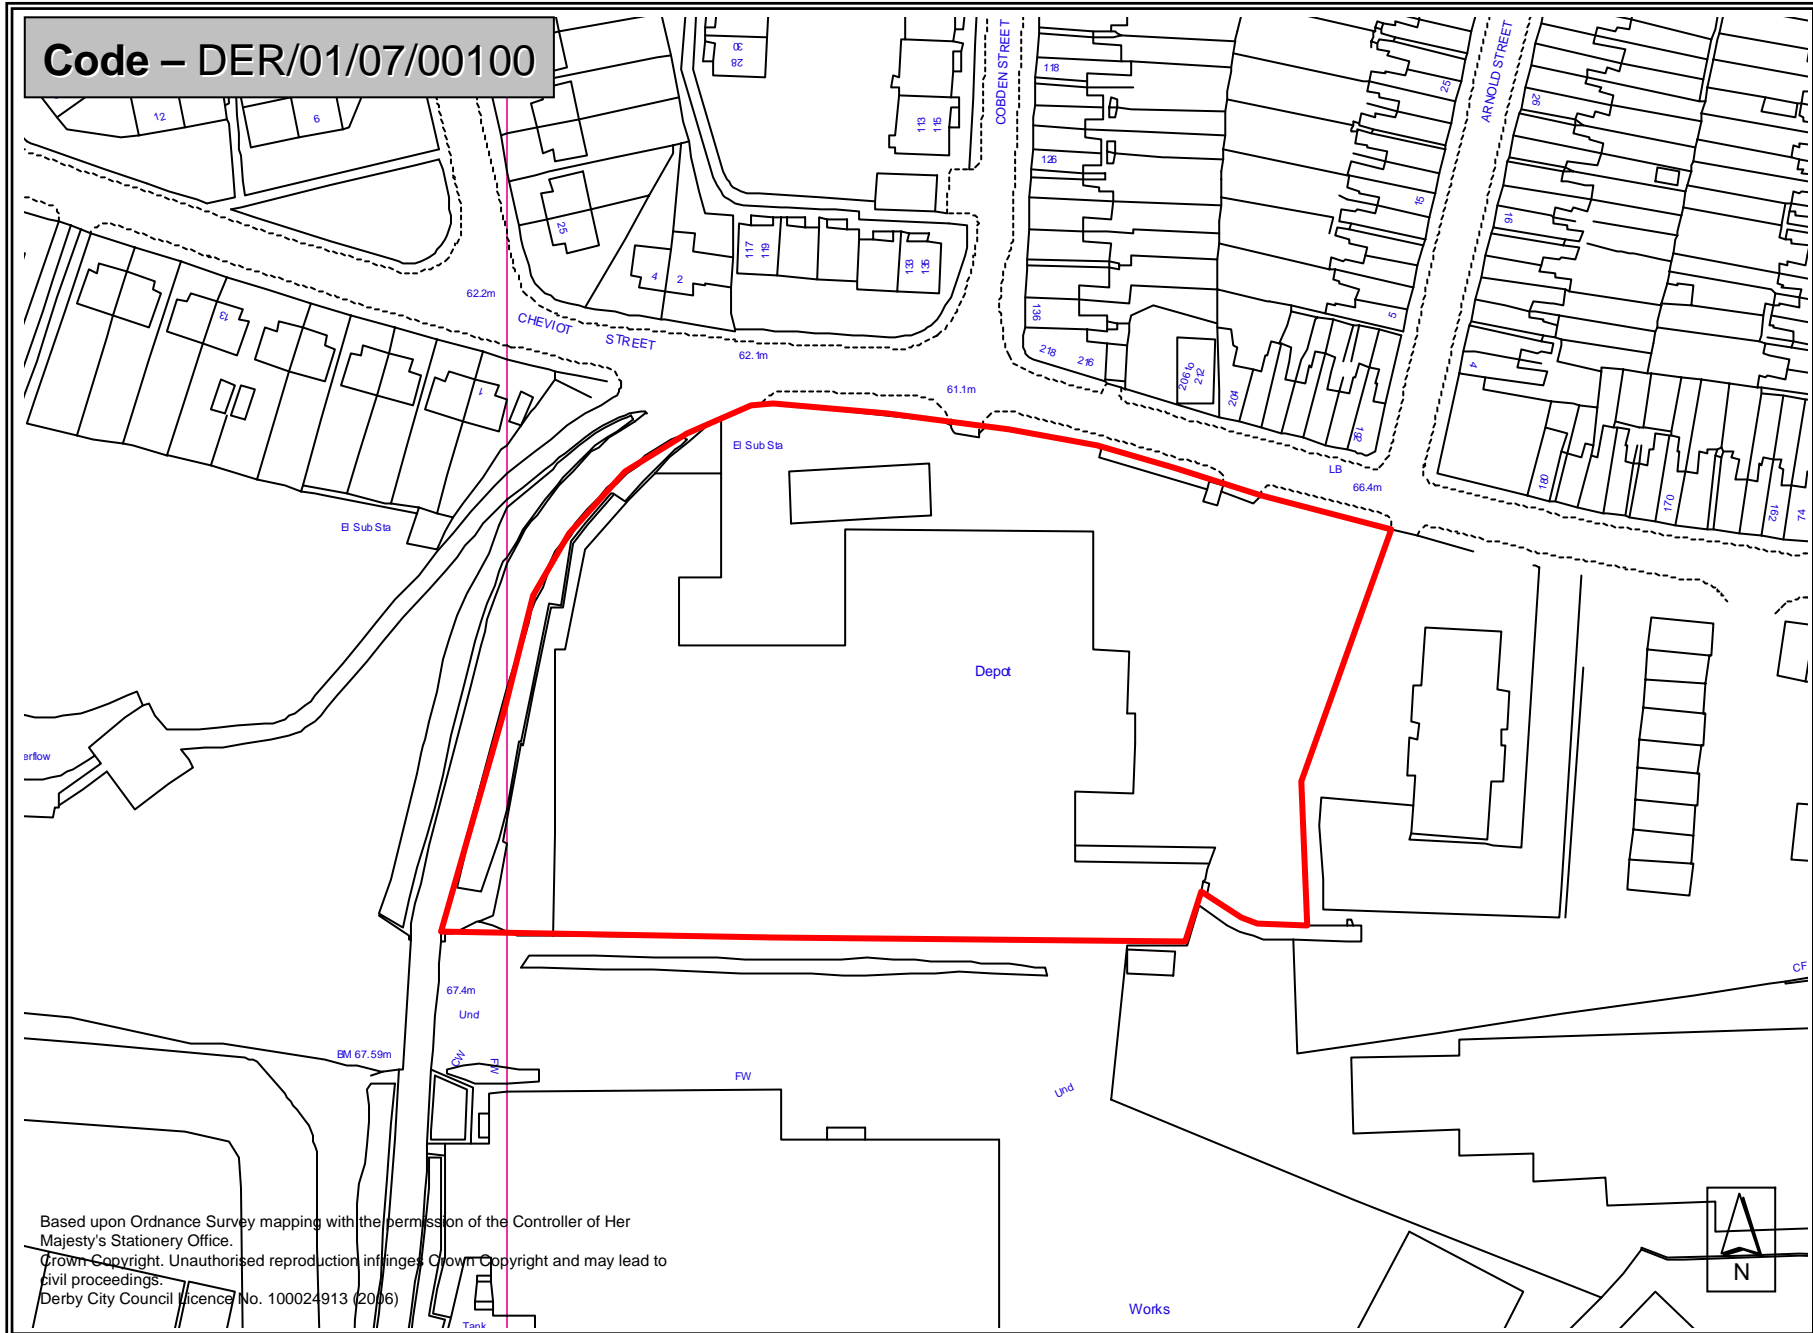 Code – DER/01/07/00100
30
28
COBDEN STREET
118
113
115
126
25
ARNOLD STREET
26
12
6
25
15
16
117
119
133
135
4
2
62.2m
13
CHEVIOT STREET
62.1m
136
218
216
206 to 212
5
4
1
61.1m
204
192
El Sub Sta
LB
66.4m
180
170
162
74
El Sub Sta
Depot
erflow
67.4m
Und
CF
BM 67.59m
CW
FW
FW
Und
Based upon Ordnance Survey mapping with the permission of the Controller of Her
Majesty's Stationery Office.
Crown Copyright. Unauthorised reproduction infringes Crown Copyright and may lead to
civil proceedings.
Derby City Council Licence No. 100024913 (2006)
Tank
Works
N